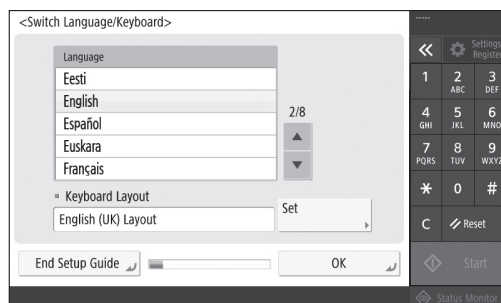 <Switch Language/Keyboard>
Language
Eesti
English
Español
Euskara
Français
2/8
Keyboard Layout
English (UK) Layout
Set
End Setup Guide
OK
-----
Settings
Register
1 2 3
ABC DEF
4 5 6
GHI JKL MNO
7 8 9
PQRS TUV WXYZ
* 0 #
C Reset
Start
Status Monitor